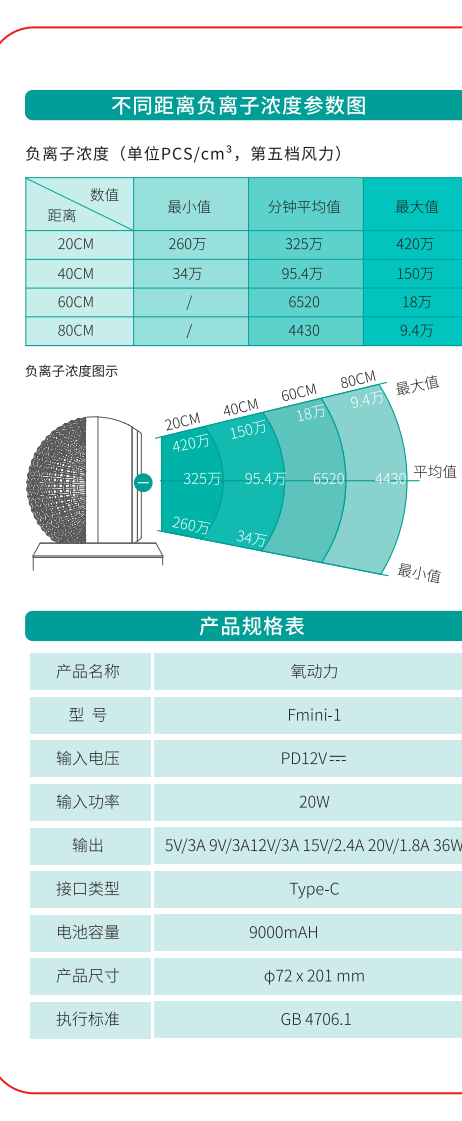 不同距离负离子浓度参数图
负离子浓度（单位PCS/cm³，第五档风力）
数值
距离 最小值 分钟平均值 最大值
20CM 260万 325万 420万
40CM 34万 95.4万 150万
60CM / 6520 18万
80CM / 4430 9.4万
负离子浓度图示
20CM 40CM 60CM 80CM 最大值
420万 150万 18万 9.4万
325万 95.4万 6520 4430 平均值
260万 34万 最小值
产品规格表
产品名称 氧动力
型 号 Fmini-1
输入电压 PD12V⎓
输入功率 20W
输出 5V/3A 9V/3A12V/3A 15V/2.4A 20V/1.8A 36W
接口类型 Type-C
电池容量 9000mAH
产品尺寸 φ72 x 201 mm
执行标准 GB 4706.1